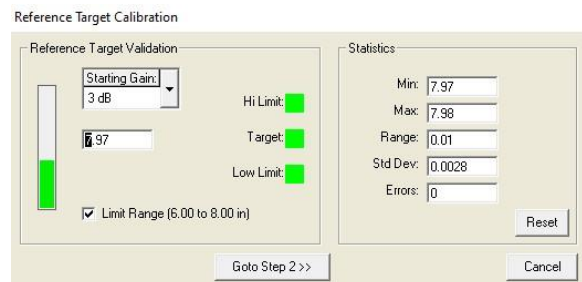 Reference Target Calibration
Reference Target Validation
Starting Gain:
3 dB
7.97
Hi Limit:
Target:
Low Limit:
Limit Range (6.00 to 8.00 in)
Statistics
Min: 7.97
Max: 7.98
Range: 0.01
Std Dev: 0.0028
Errors: 0
Reset
Goto Step 2 >>
Cancel